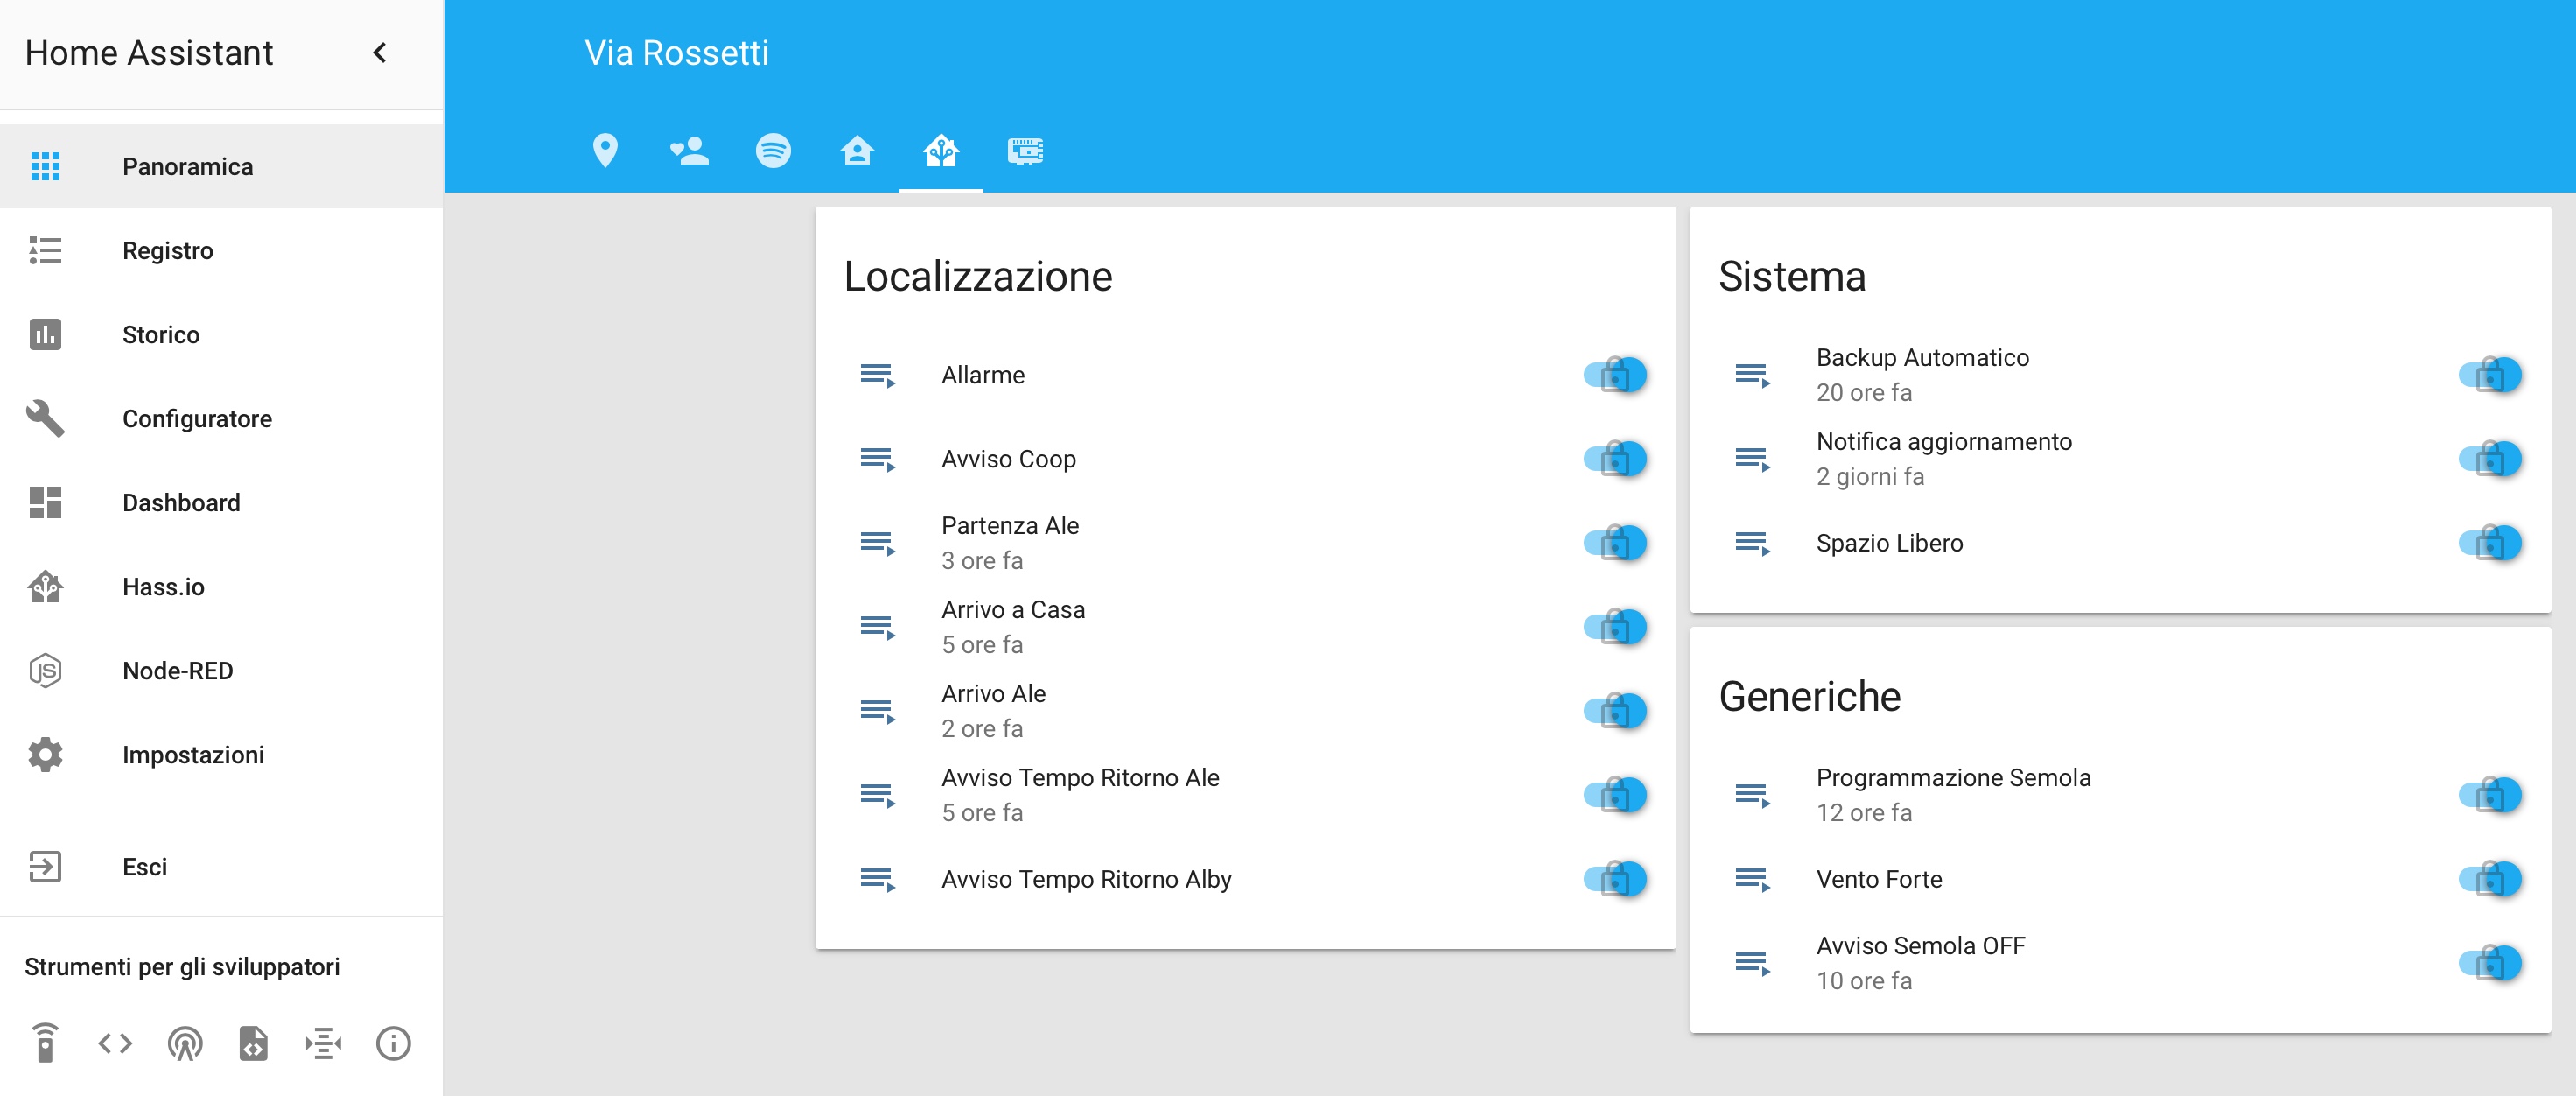 Home Assistant
Panoramica
Registro
Storico
Configuratore
Dashboard
Hass.io
Node-RED
Impostazioni
Esci
Strumenti per gli sviluppatori
Via Rossetti
Localizzazione
Allarme
Avviso Coop
Partenza Ale
3 ore fa
Arrivo a Casa
5 ore fa
Arrivo Ale
2 ore fa
Avviso Tempo Ritorno Ale
5 ore fa
Avviso Tempo Ritorno Alby
Sistema
Backup Automatico
20 ore fa
Notifica aggiornamento
2 giorni fa
Spazio Libero
Generiche
Programmazione Semola
12 ore fa
Vento Forte
Avviso Semola OFF
10 ore fa